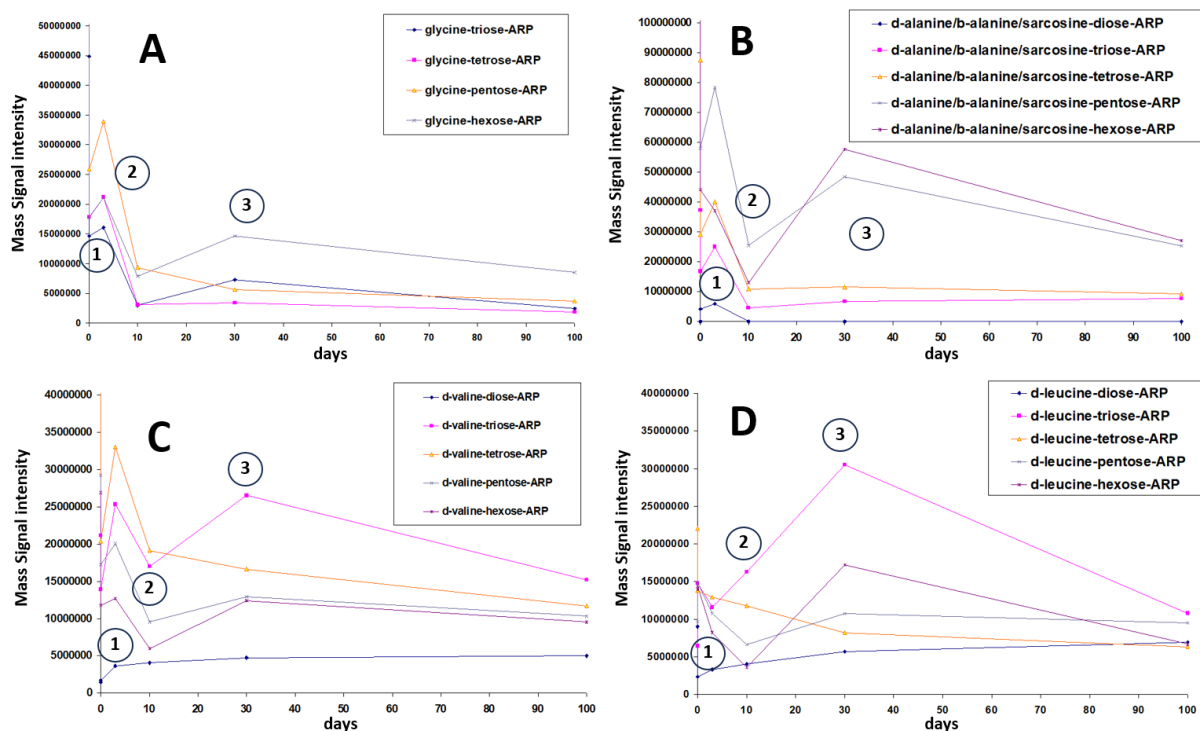 A
Mass Signal intensity
50000000
45000000
40000000
35000000
30000000
25000000
20000000
15000000
10000000
5000000
0
glycine-triose-ARP
glycine-tetrose-ARP
glycine-pentose-ARP
glycine-hexose-ARP
1
2
3
0 10 20 30 40 50 60 70 80 90 100
days
B
Mass Signal intensity
100000000
90000000
80000000
70000000
60000000
50000000
40000000
30000000
20000000
10000000
0
d-alanine/b-alanine/sarcosine-diose-ARP
d-alanine/b-alanine/sarcosine-triose-ARP
d-alanine/b-alanine/sarcosine-tetrose-ARP
d-alanine/b-alanine/sarcosine-pentose-ARP
d-alanine/b-alanine/sarcosine-hexose-ARP
1
2
3
0 10 20 30 40 50 60 70 80 90 100
days
C
Mass Signal intensity
40000000
35000000
30000000
25000000
20000000
15000000
10000000
5000000
0
d-valine-diose-ARP
d-valine-triose-ARP
d-valine-tetrose-ARP
d-valine-pentose-ARP
d-valine-hexose-ARP
1
2
3
0 10 20 30 40 50 60 70 80 90 100
days
D
Mass Signal intensity
40000000
35000000
30000000
25000000
20000000
15000000
10000000
5000000
0
d-leucine-diose-ARP
d-leucine-triose-ARP
d-leucine-tetrose-ARP
d-leucine-pentose-ARP
d-leucine-hexose-ARP
1
2
3
0 10 20 30 40 50 60 70 80 90 100
days